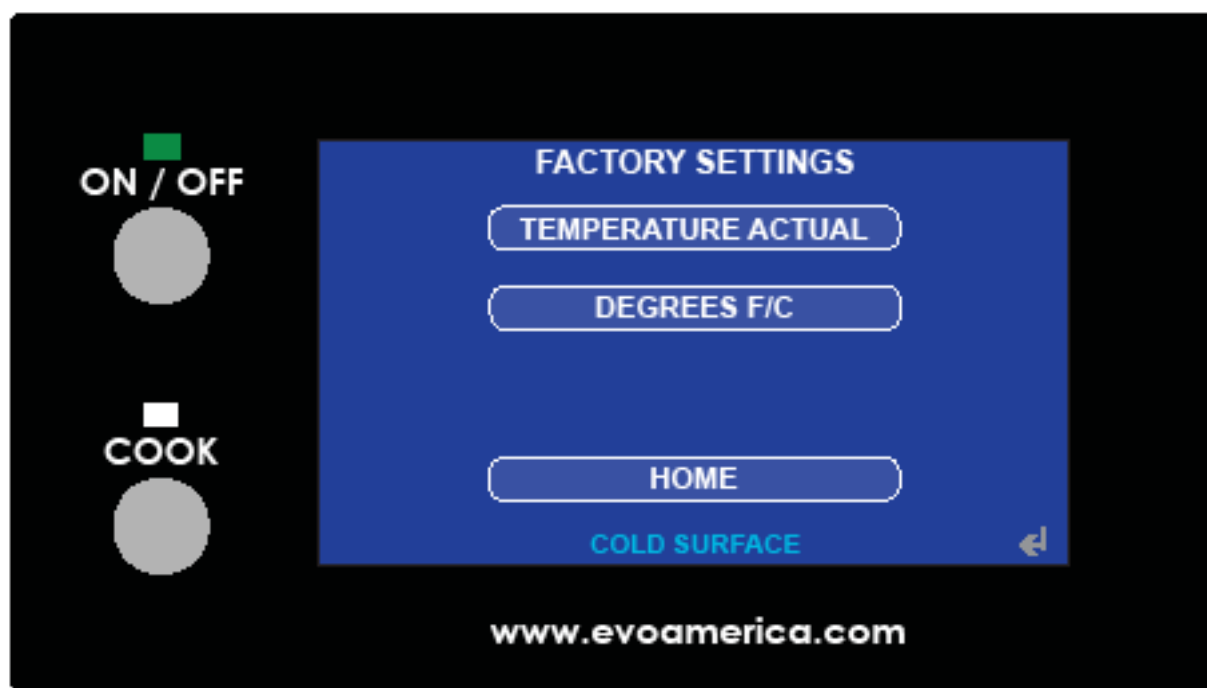 ON / OFF
COOK
FACTORY SETTINGS
TEMPERATURE ACTUAL
DEGREES F/C
HOME
COLD SURFACE
www.evoamerica.com